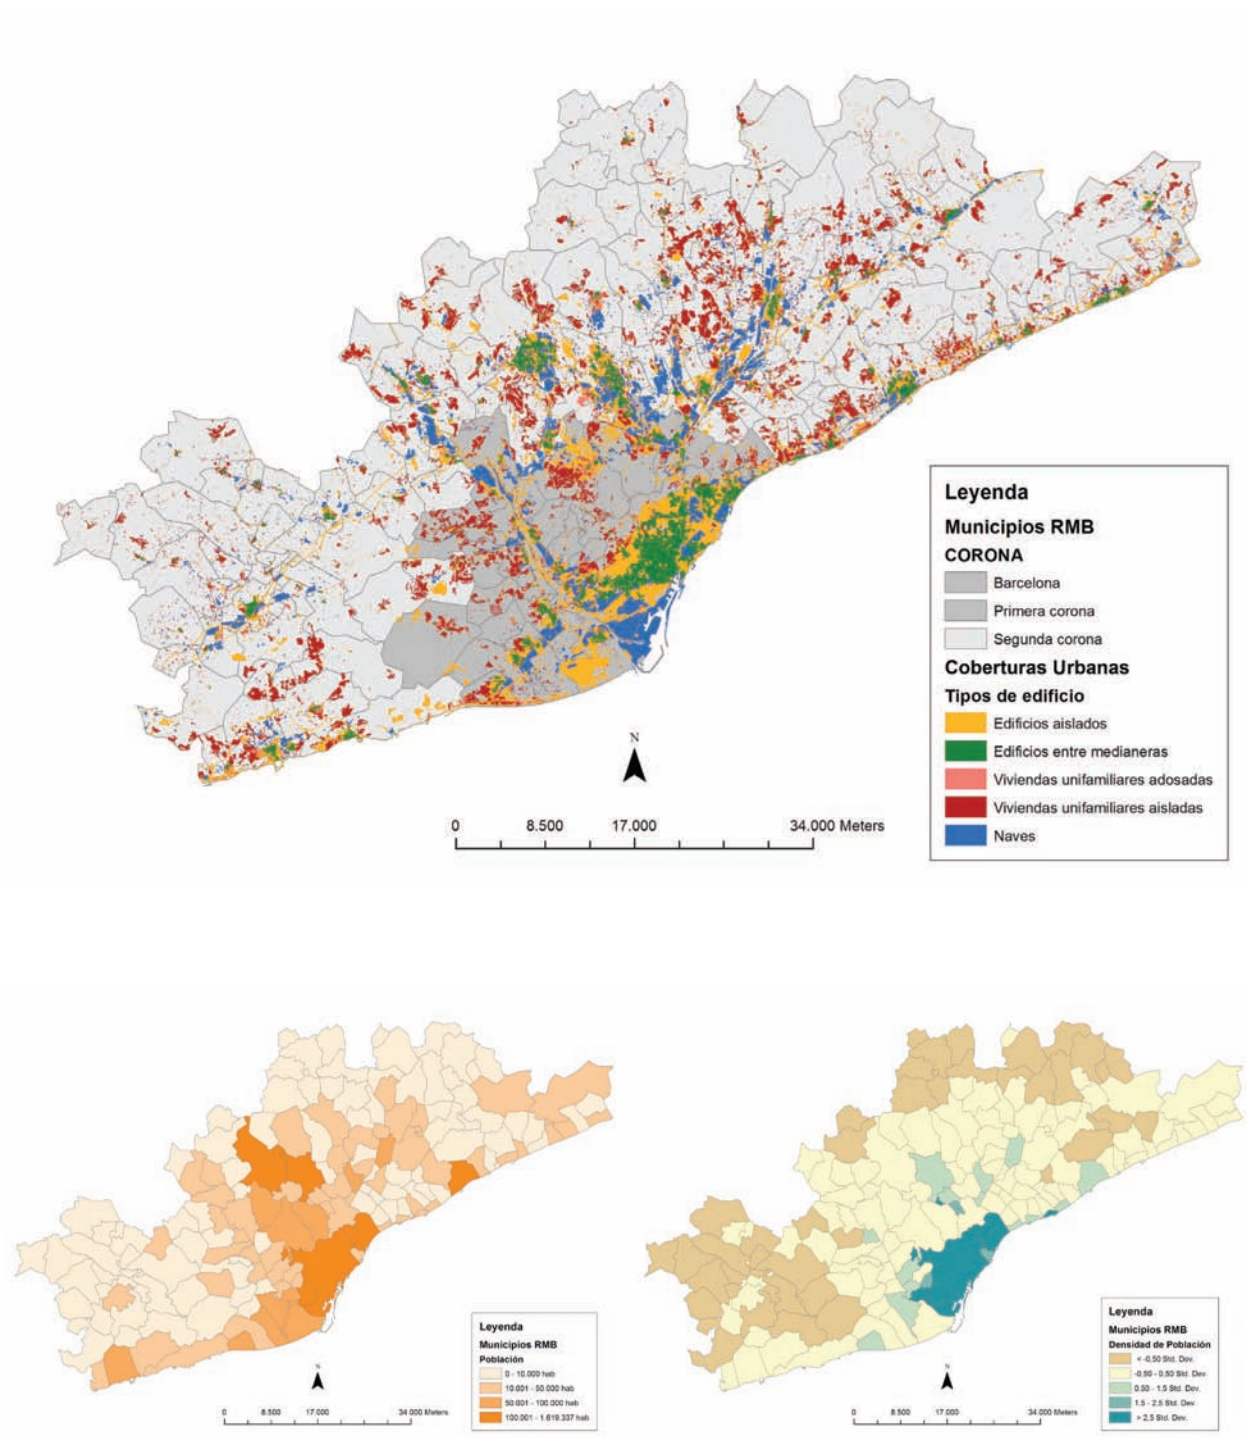 Leyenda
Municipios RMB
CORONA
Barcelona
Primera corona
Segunda corona
Coberturas Urbanas
Tipos de edificio
Edificios aislados
Edificios entre medianeras
Viviendas unifamiliares adosadas
Viviendas unifamiliares aisladas
Naves
N
0 8.500 17.000 34.000 Meters
Leyenda
Municipios RMB
Población
0 - 10.000 hab
10.001 - 50.000 hab
50.001 - 100.000 hab
100.001 - 1.619.337 hab
N
0 8.500 17.000 34.000 Meters
Leyenda
Municipios RMB
Densidad de Población
< -0,50 Std. Dev.
-0.50 - 0,50 Std. Dev.
0.50 - 1,5 Std. Dev.
1.5 - 2,5 Std. Dev.
> 2,5 Std. Dev.
N
0 8.500 17.000 34.000 Meters